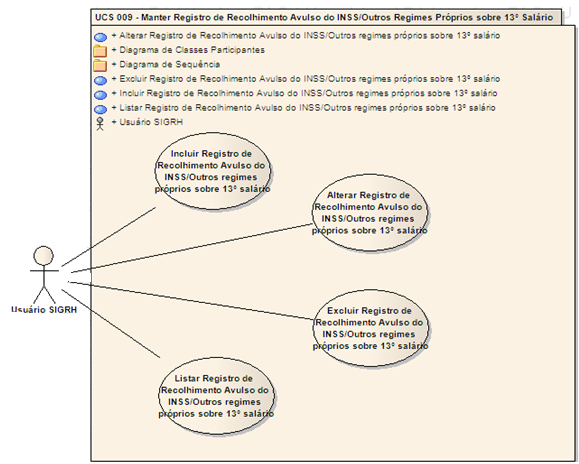 UCS 009 - Manter Registro de Recolhimento Avulso do INSS/Outros Regimes Próprios sobre 13º Salário
+ Alterar Registro de Recolhimento Avulso do INSS/Outros regimes próprios sobre 13º salário
+ Diagrama de Classes Participantes
+ Diagrama de Sequência
+ Excluir Registro de Recolhimento Avulso do INSS/Outros regimes próprios sobre 13º salário
+ Incluir Registro de Recolhimento Avulso do INSS/Outros regimes próprios sobre 13º salário
+ Listar Registro de Recolhimento Avulso do INSS/Outros regimes próprios sobre 13º salário
+ Usuário SIGRH
Incluir Registro de
Recolhimento Avulso do
INSS/Outros regimes
próprios sobre 13º salário
Alterar Registro de
Recolhimento Avulso do
INSS/Outros regimes
próprios sobre 13º salário
Usuário SIGRH
Excluir Registro de
Recolhimento Avulso do
INSS/Outros regimes
próprios sobre 13º salário
Listar Registro de
Recolhimento Avulso do
INSS/Outros regimes
próprios sobre 13º salário